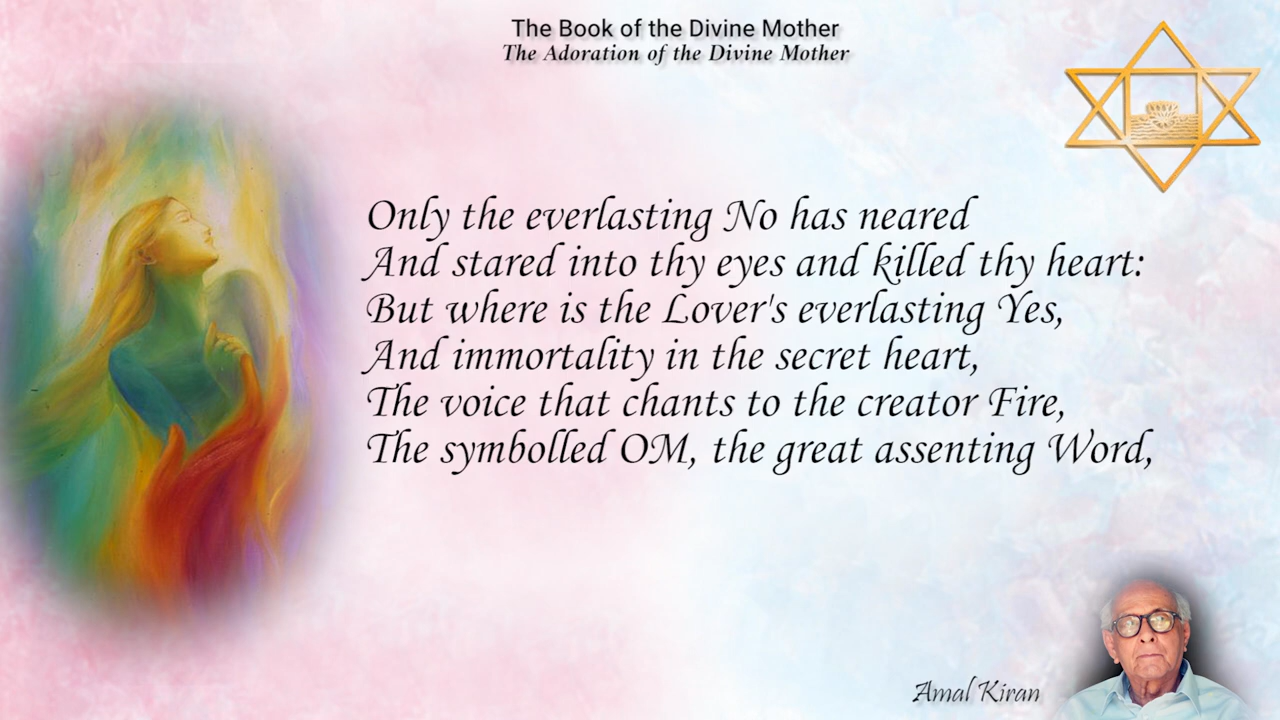 The Book of the Divine Mother
The Adoration of the Divine Mother
Only the everlasting No has neared
And stared into thy eyes and killed thy heart:
But where is the Lover's everlasting Yes,
And immortality in the secret heart,
The voice that chants to the creator Fire,
The symbolled OM, the great assenting Word,
Amal Kiran